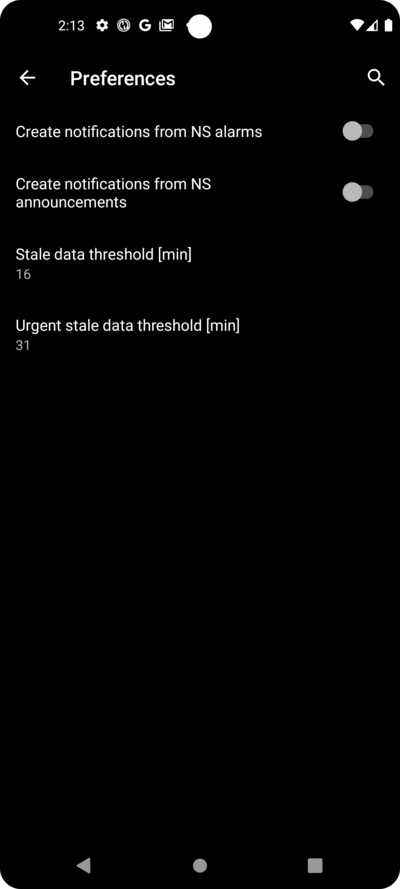 2:13
Preferences
Create notifications from NS alarms
Create notifications from NS
announcements
Stale data threshold [min]
16
Urgent stale data threshold [min]
31